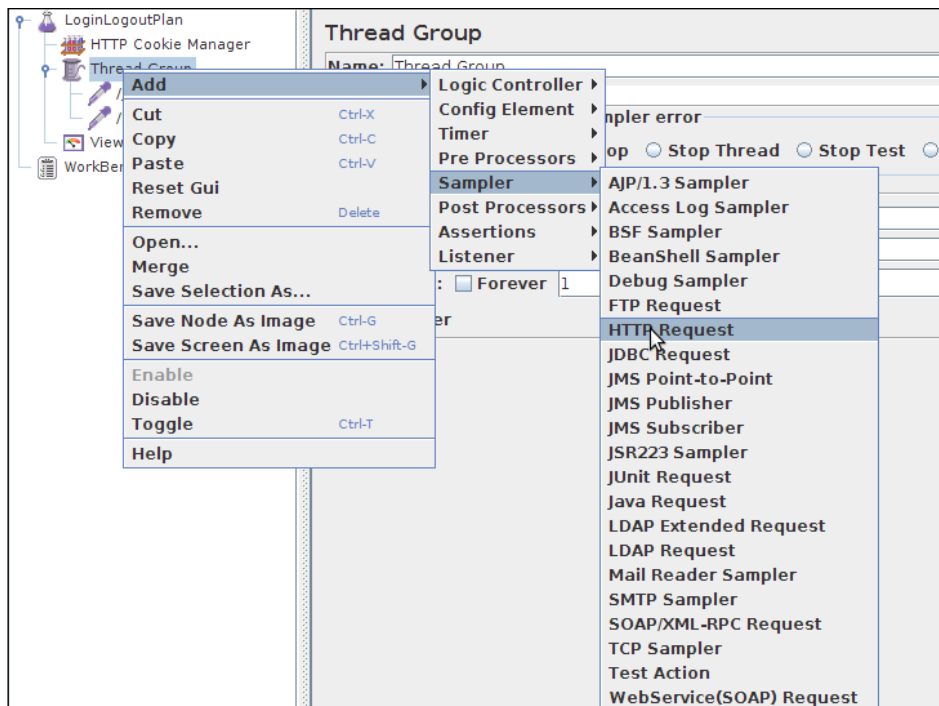 LoginLogoutPlan
HTTP Cookie Manager
Thread Group
/
/
View
WorkBen
Thread Group
Name: Thread Group
mpler error
op Stop Thread Stop Test
: Forever 1
er
Add
Cut Ctrl-X
Copy Ctrl-C
Paste Ctrl-V
Reset Gui
Remove Delete
Open...
Merge
Save Selection As...
Save Node As Image Ctrl-G
Save Screen As Image Ctrl+Shift-G
Enable
Disable
Toggle Ctrl-T
Help
Logic Controller
Config Element
Timer
Pre Processors
Sampler
Post Processors
Assertions
Listener
AJP/1.3 Sampler
Access Log Sampler
BSF Sampler
BeanShell Sampler
Debug Sampler
FTP Request
HTTP Request
JDBC Request
JMS Point-to-Point
JMS Publisher
JMS Subscriber
JSR223 Sampler
JUnit Request
Java Request
LDAP Extended Request
LDAP Request
Mail Reader Sampler
SMTP Sampler
SOAP/XML-RPC Request
TCP Sampler
Test Action
WebService(SOAP) Request